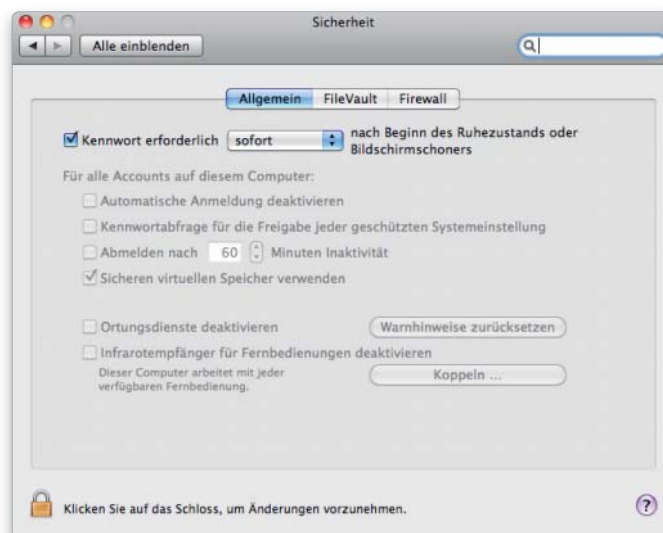 Sicherheit
Alle einblenden
Allgemein FileVault Firewall
Kennwort erforderlich sofort nach Beginn des Ruhezustands oder
Bildschirmschoners
Für alle Accounts auf diesem Computer:
Automatische Anmeldung deaktivieren
Kennwortabfrage für die Freigabe jeder geschützten Systemeinstellung
Abmelden nach 60 Minuten Inaktivität
Sicheren virtuellen Speicher verwenden
Ortungsdienste deaktivieren Warnhinweise zurücksetzen
Infrarotempfänger für Fernbedienungen deaktivieren
Dieser Computer arbeitet mit jeder
verfügbaren Fernbedienung.
Koppeln ...
Klicken Sie auf das Schloss, um Änderungen vorzunehmen. ?